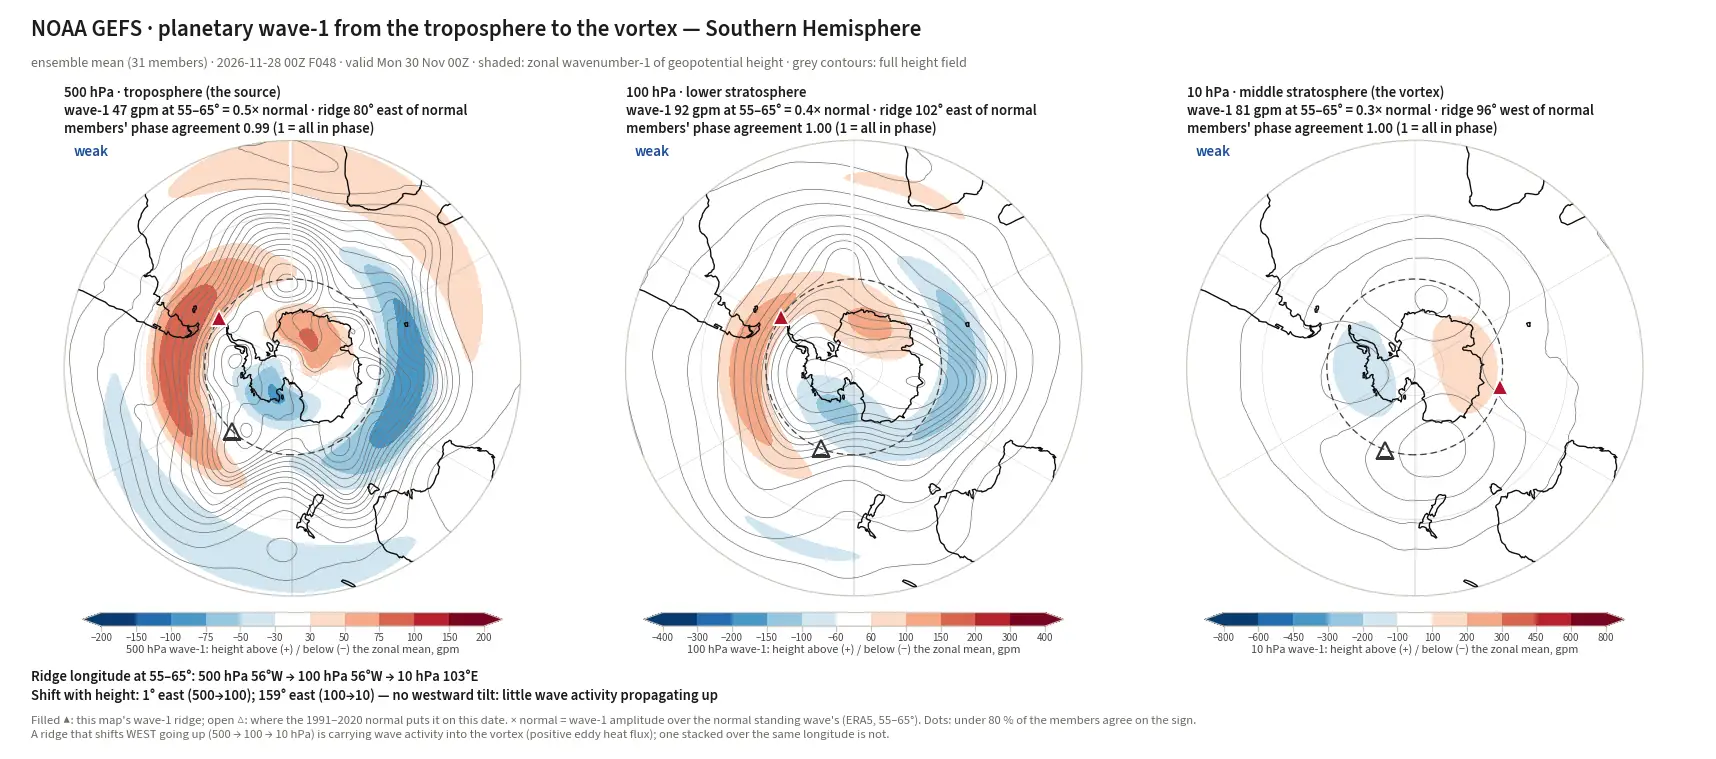 NOAA GEFS · planetary wave-1 from the troposphere to the vortex — Southern Hemisphere
ensemble mean (31 members) · 2026-11-28 00Z F048 · valid Mon 30 Nov 00Z · shaded: zonal wavenumber-1 of geopotential height · grey contours: full height field
500 hPa · troposphere (the source)
wave-1 47 gpm at 55–65° = 0.5× normal · ridge 80° east of normal
members' phase agreement 0.99 (1 = all in phase)
weak
100 hPa · lower stratosphere
wave-1 92 gpm at 55–65° = 0.4× normal · ridge 102° east of normal
members' phase agreement 1.00 (1 = all in phase)
weak
10 hPa · middle stratosphere (the vortex)
wave-1 81 gpm at 55–65° = 0.3× normal · ridge 96° west of normal
members' phase agreement 1.00 (1 = all in phase)
weak
−200 −150 −100 −75 −50 −30 30 50 75 100 150 200
500 hPa wave-1: height above (+) / below (−) the zonal mean, gpm
−400 −300 −200 −150 −100 −60 60 100 150 200 300 400
100 hPa wave-1: height above (+) / below (−) the zonal mean, gpm
−800 −600 −450 −300 −200 −100 100 200 300 450 600 800
10 hPa wave-1: height above (+) / below (−) the zonal mean, gpm
Ridge longitude at 55–65°: 500 hPa 56°W → 100 hPa 56°W → 10 hPa 103°E
Shift with height: 1° east (500→100); 159° east (100→10) — no westward tilt: little wave activity propagating up
Filled ▲: this map's wave-1 ridge; open △: where the 1991–2020 normal puts it on this date. × normal = wave-1 amplitude over the normal standing wave's (ERA5, 55–65°). Dots: under 80 % of the members agree on the sign.
A ridge that shifts WEST going up (500 → 100 → 10 hPa) is carrying wave activity into the vortex (positive eddy heat flux); one stacked over the same longitude is not.